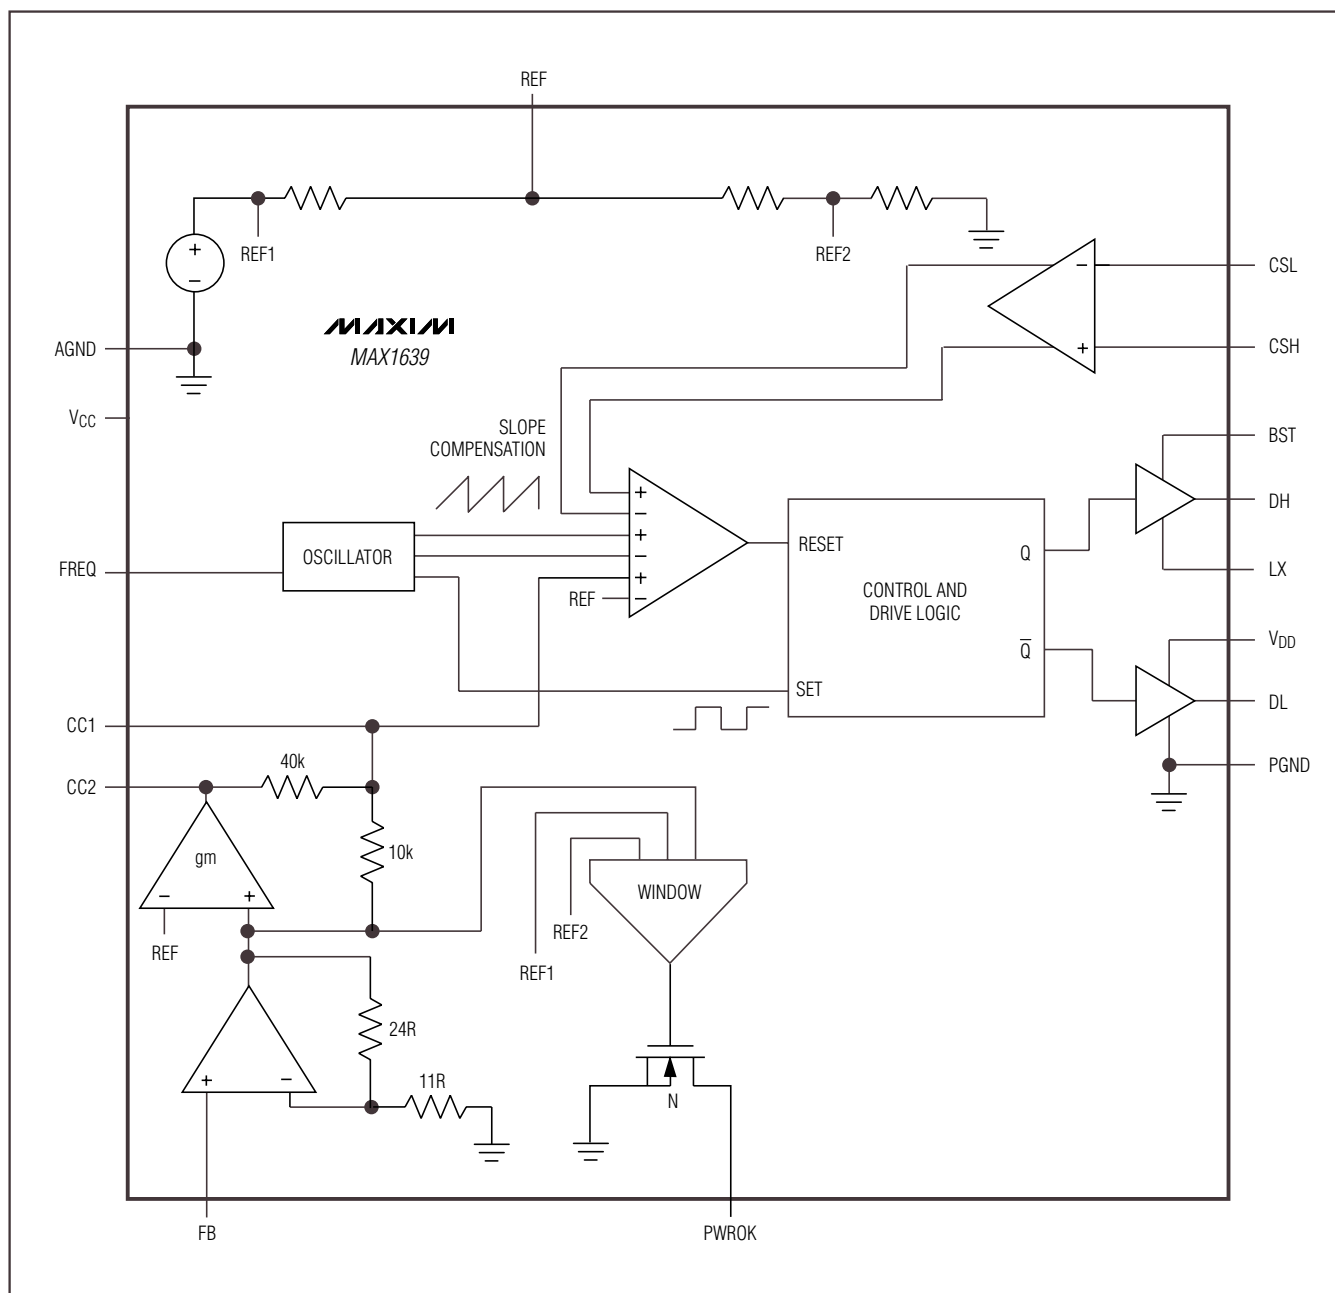 REF
REF1
REF2
+
−
−
CSL
MAXIM
MAX1639
AGND
+
CSH
VCC
SLOPE
COMPENSATION
BST
+
−
+
−
+
−
DH
OSCILLATOR
RESET
Q
FREQ
REF
LX
CONTROL AND
DRIVE LOGIC
Q̅
VDD
SET
DL
CC1
40k
PGND
CC2
gm
10k
−
+
WINDOW
REF
REF2
REF1
24R
+
−
11R
N
FB
PWROK